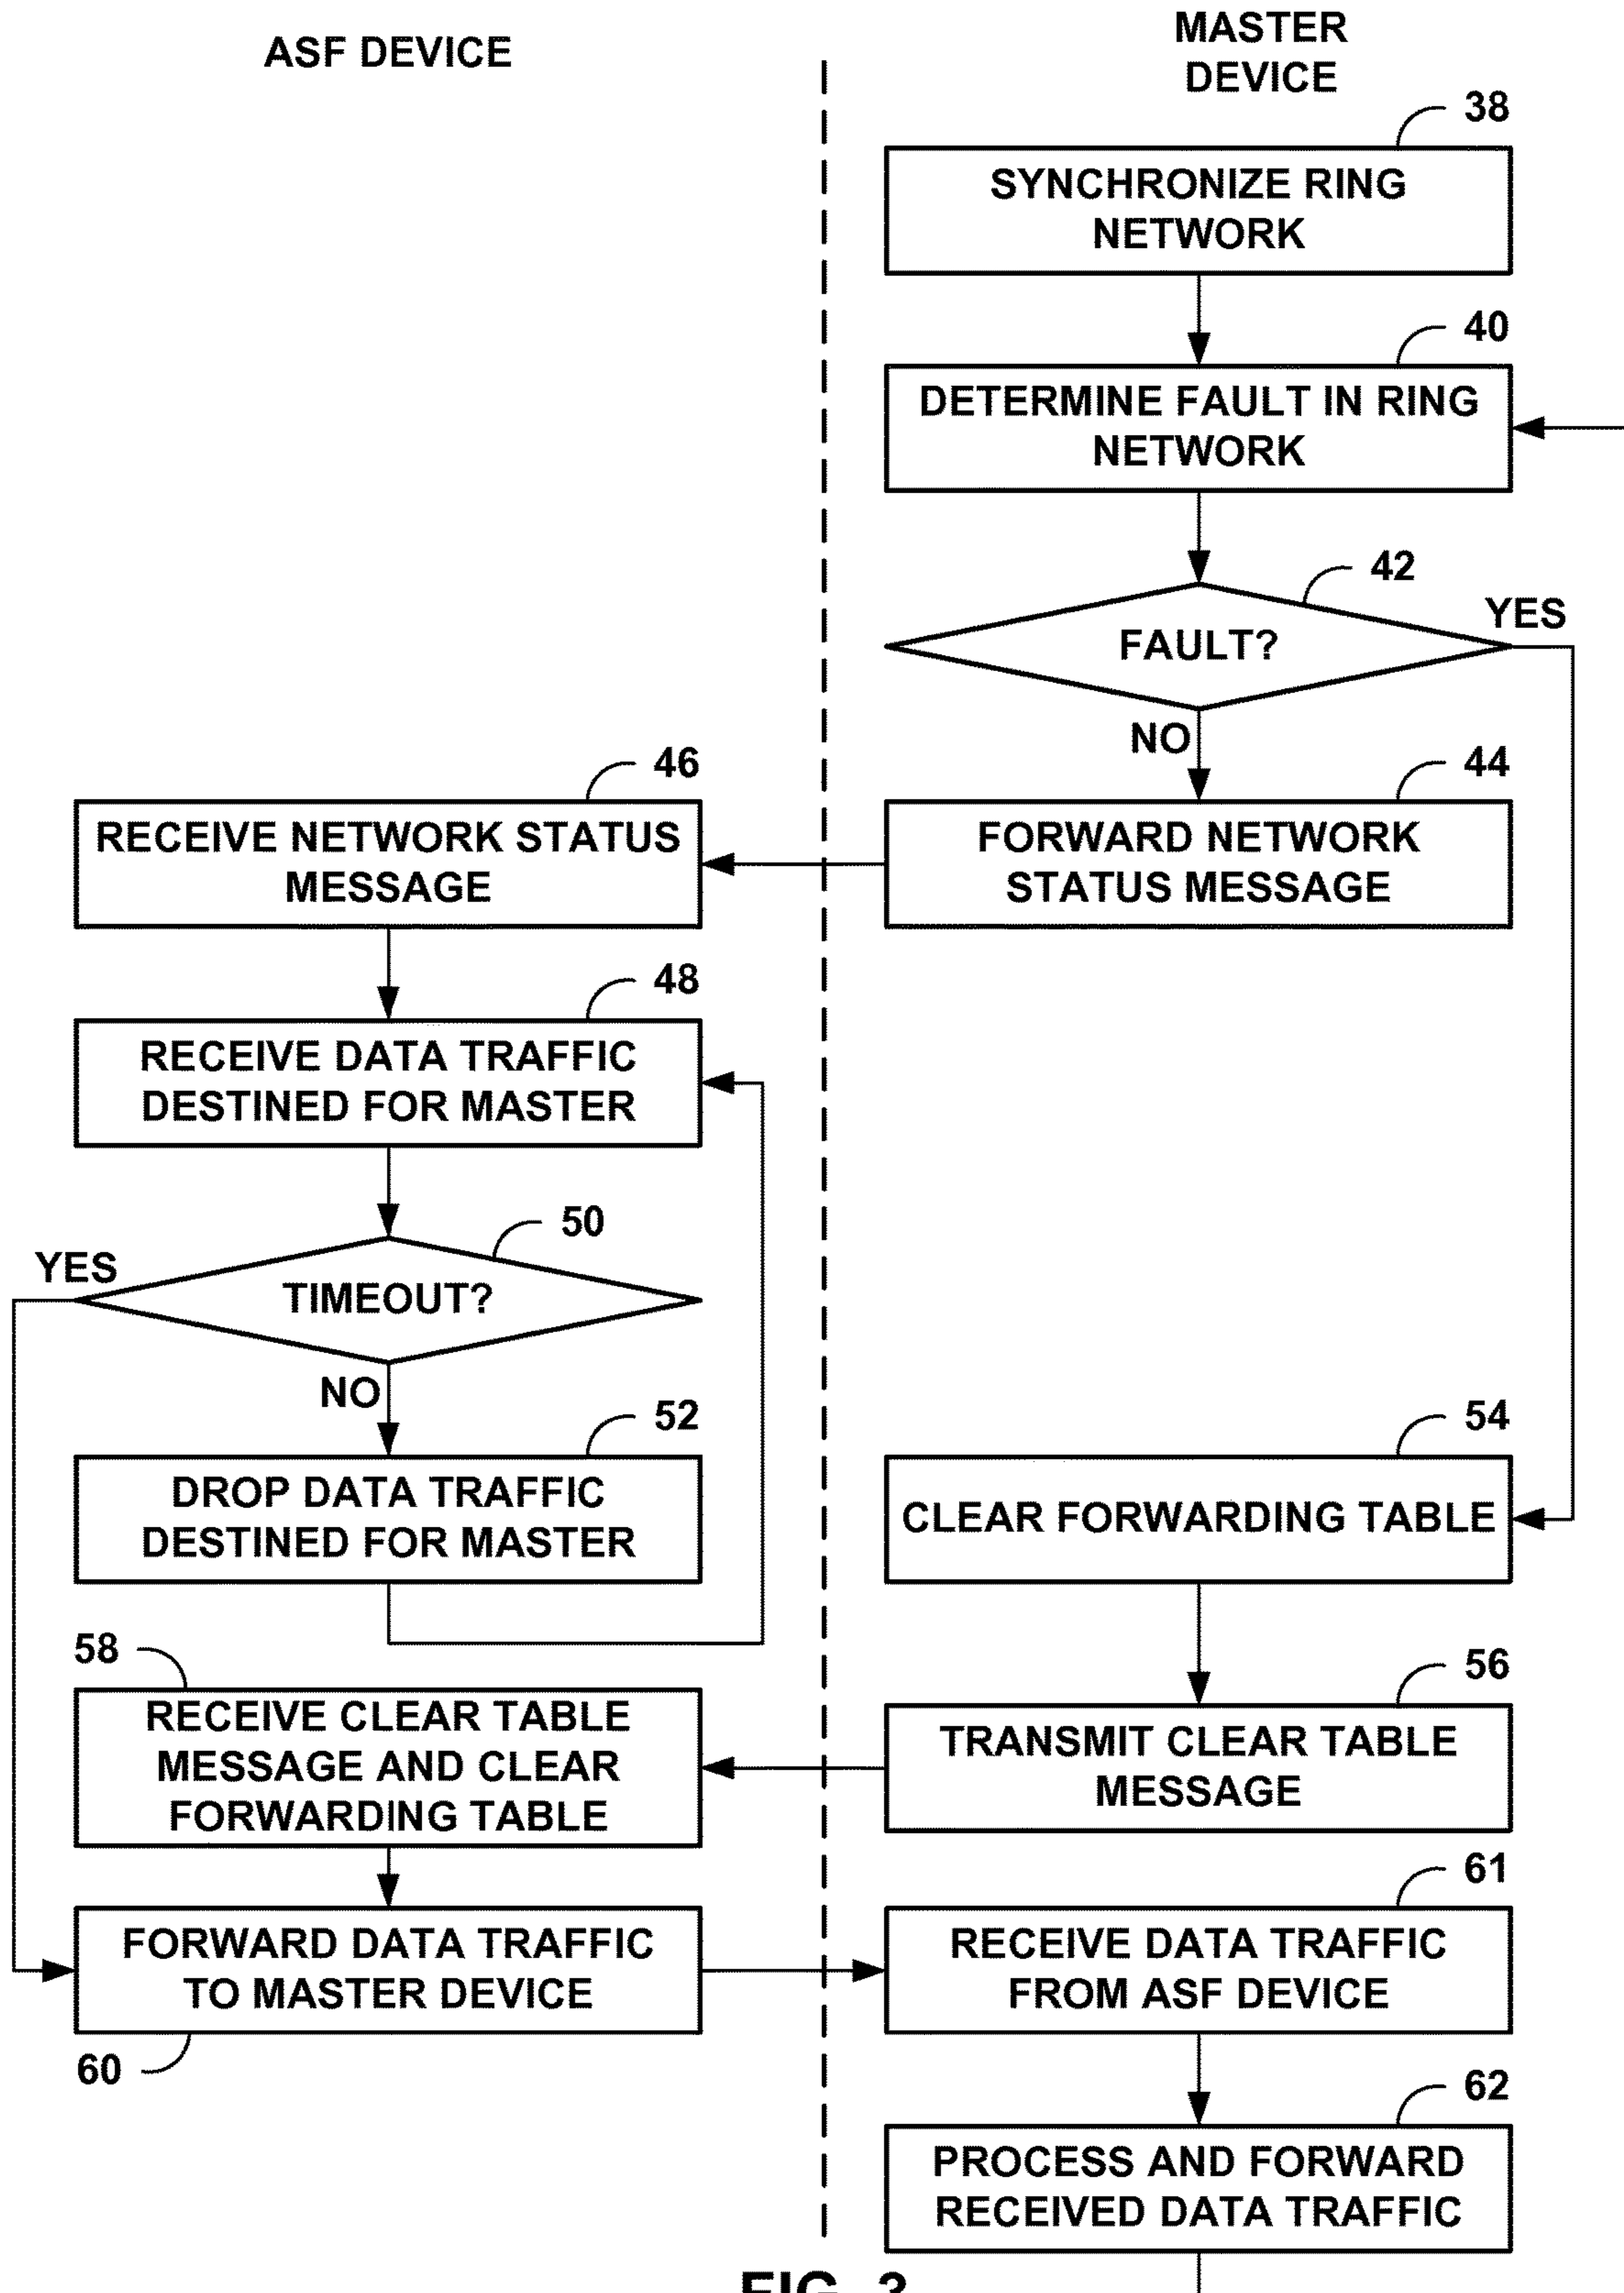 ASF DEVICE
MASTER
DEVICE
38
SYNCHRONIZE RING
NETWORK
40
DETERMINE FAULT IN RING
NETWORK
42
FAULT?
YES
NO
44
FORWARD NETWORK
STATUS MESSAGE
46
RECEIVE NETWORK STATUS
MESSAGE
48
RECEIVE DATA TRAFFIC
DESTINED FOR MASTER
50
TIMEOUT?
YES
NO
52
DROP DATA TRAFFIC
DESTINED FOR MASTER
54
CLEAR FORWARDING TABLE
56
TRANSMIT CLEAR TABLE
MESSAGE
58
RECEIVE CLEAR TABLE
MESSAGE AND CLEAR
FORWARDING TABLE
60
FORWARD DATA TRAFFIC
TO MASTER DEVICE
61
RECEIVE DATA TRAFFIC
FROM ASF DEVICE
62
PROCESS AND FORWARD
RECEIVED DATA TRAFFIC
FIG. 3